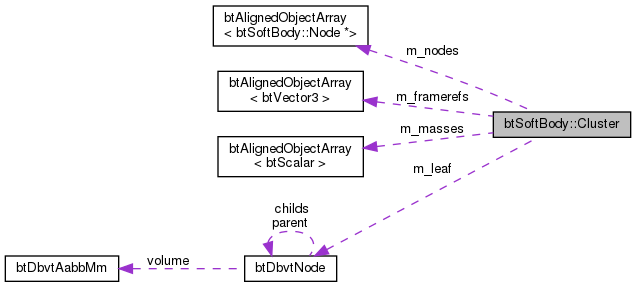 btAlignedObjectArray
< btSoftBody::Node *>
m_nodes
btAlignedObjectArray
< btVector3 >
m_framerefs
btSoftBody::Cluster
m_masses
btAlignedObjectArray
< btScalar >
m_leaf
childs
parent
btDbvtAabbMm
volume
btDbvtNode